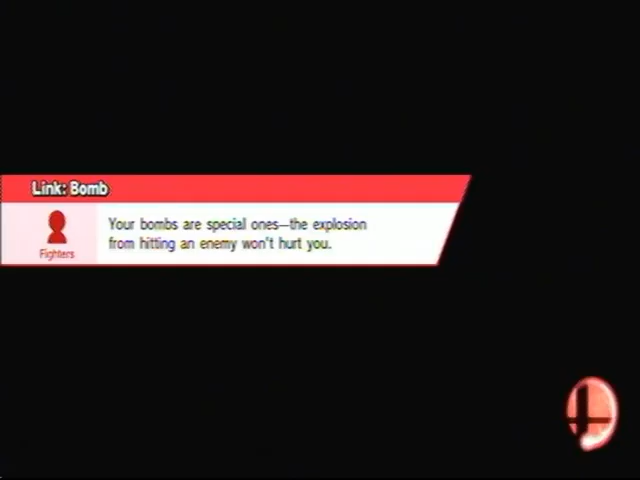 Link: Bomb
Your bombs are special ones—the explosion
from hitting an enemy won't hurt you.
Fighters